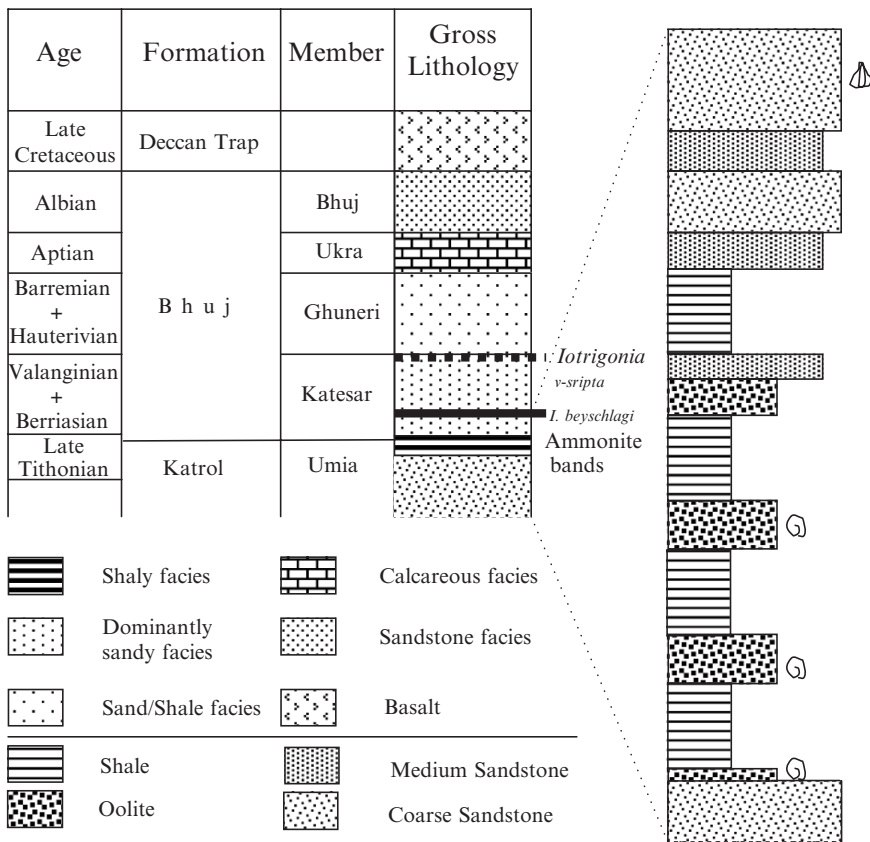 Age
Formation
Member
Gross
Lithology
Late
Cretaceous
Deccan Trap
Albian
Bhuj
Aptian
Ukra
Barremian
+
Hauterivian
B h u j
Ghuneri
Valanginian
+
Berriasian
Katesar
Iotrigonia
v-sripta
I. beyschlagi
Ammonite
bands
Late
Tithonian
Katrol
Umia
Shaly facies
Calcareous facies
Dominantly
sandy facies
Sandstone facies
Sand/Shale facies
Basalt
Shale
Medium Sandstone
Oolite
Coarse Sandstone